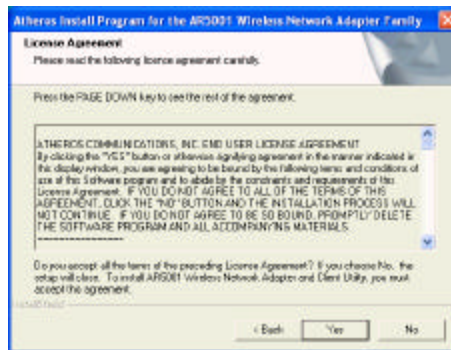 Atheros Install Program for the AR5001 Wireless Network Adapter Family
License Agreement
Please read the following license agreement carefully.
Press the PAGE DOWN key to see the rest of the agreement.
ATHEROS COMMUNICATIONS, INC. END USER LICENSE AGREEMENT
By clicking the "YES" button or otherwise signifying agreement in the manner indicated in
this display window, you are agreeing to be bound by the following terms and conditions of
use of this Software program and to abide by the constraints and requirements of this
License Agreement. IF YOU DO NOT AGREE TO ALL OF THE TERMS OF THIS
AGREEMENT, CLICK THE "NO" BUTTON AND THE INSTALLATION PROCESS WILL
NOT CONTINUE. IF YOU DO NOT AGREE TO BE SO BOUND, PROMPTLY DELETE
THE SOFTWARE PROGRAM AND ALL ACCOMPANYING MATERIALS.
--------------------
Do you accept all the terms of the preceding License Agreement? If you choose No, the
setup will close. To install AR5001 Wireless Network Adapter and Client Utility, you must
accept this agreement.
InstallShield
< Back Yes No